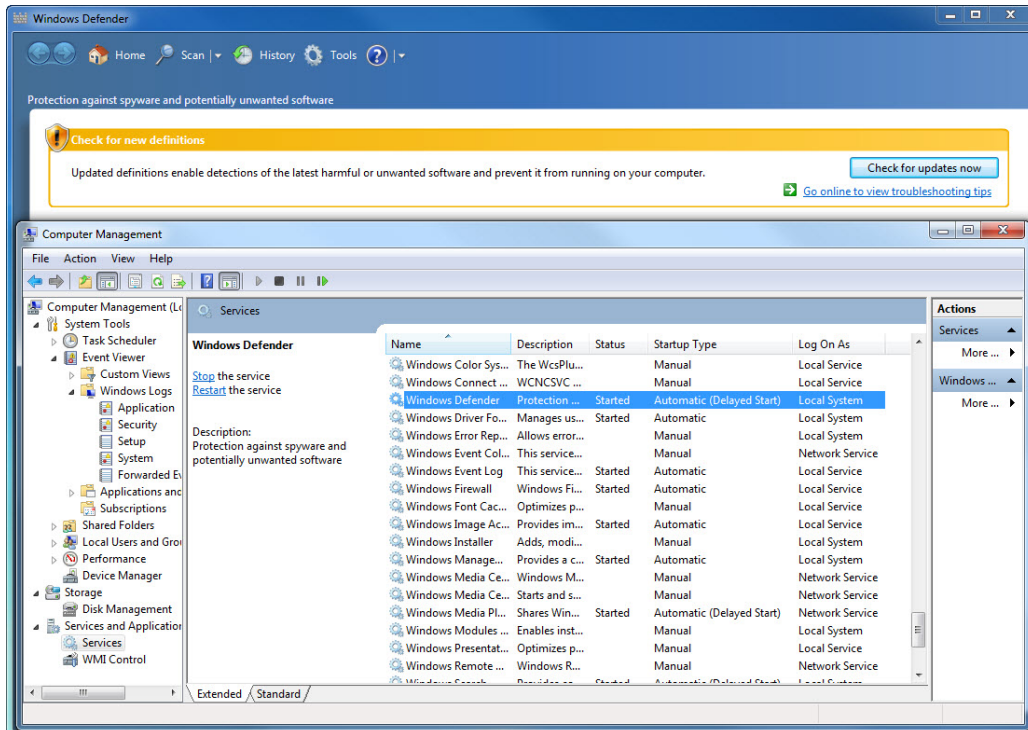 Windows Defender
Home Scan History Tools
Protection against spyware and potentially unwanted software
Check for new definitions
Updated definitions enable detections of the latest harmful or unwanted software and prevent it from running on your computer.
Check for updates now
Go online to view troubleshooting tips
Computer Management
File Action View Help
Computer Management (Lo
System Tools
Task Scheduler
Event Viewer
Custom Views
Windows Logs
Application
Security
Setup
System
Forwarded Ev
Applications and
Subscriptions
Shared Folders
Local Users and Grou
Performance
Device Manager
Storage
Disk Management
Services and Application
Services
WMI Control
Services
Windows Defender
Stop the service
Restart the service
Description:
Protection against spyware and
potentially unwanted software
Name Description Status Startup Type Log On As
Windows Color Sys... The WcsPlu... Manual Local Service
Windows Connect ... WCNCSVC ... Manual Local Service
Windows Defender Protection ... Started Automatic (Delayed Start) Local System
Windows Driver Fo... Manages us... Started Automatic Local System
Windows Error Rep... Allows error... Manual Local System
Windows Event Col... This service... Manual Network Service
Windows Event Log This service... Started Automatic Local Service
Windows Firewall Windows Fi... Started Automatic Local Service
Windows Font Cac... Optimizes p... Manual Local Service
Windows Image Ac... Provides im... Started Automatic Local Service
Windows Installer Adds, modi... Manual Local System
Windows Manage... Provides a c... Started Automatic Local System
Windows Media Ce... Windows M... Manual Network Service
Windows Media Ce... Starts and s... Manual Network Service
Windows Media Pl... Shares Win... Started Automatic (Delayed Start) Network Service
Windows Modules ... Enables inst... Manual Local System
Windows Presentat... Optimizes p... Manual Local Service
Windows Remote ... Windows R... Manual Network Service
Windows Search Provides co... Started Automatic (Delayed Start) Local System
Extended Standard
Actions
Services
More ...
Windows ...
More ...